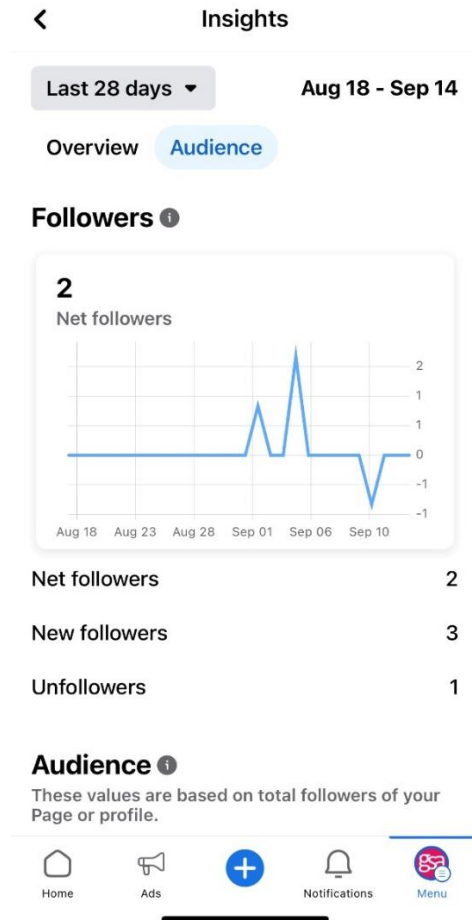 Insights
Last 28 days Aug 18 - Sep 14
Overview Audience
Followers
2
Net followers
2
1
1
0
-1
-1
Aug 18 Aug 23 Aug 28 Sep 01 Sep 06 Sep 10
Net followers 2
New followers 3
Unfollowers 1
Audience
These values are based on total followers of your
Page or profile.
gsa
Home Ads Notifications Menu